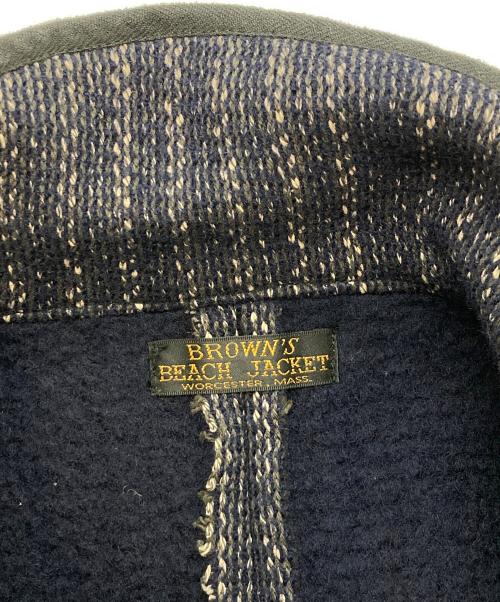 BROWN'S
BEACH JACKET
WORCESTER, MASS.